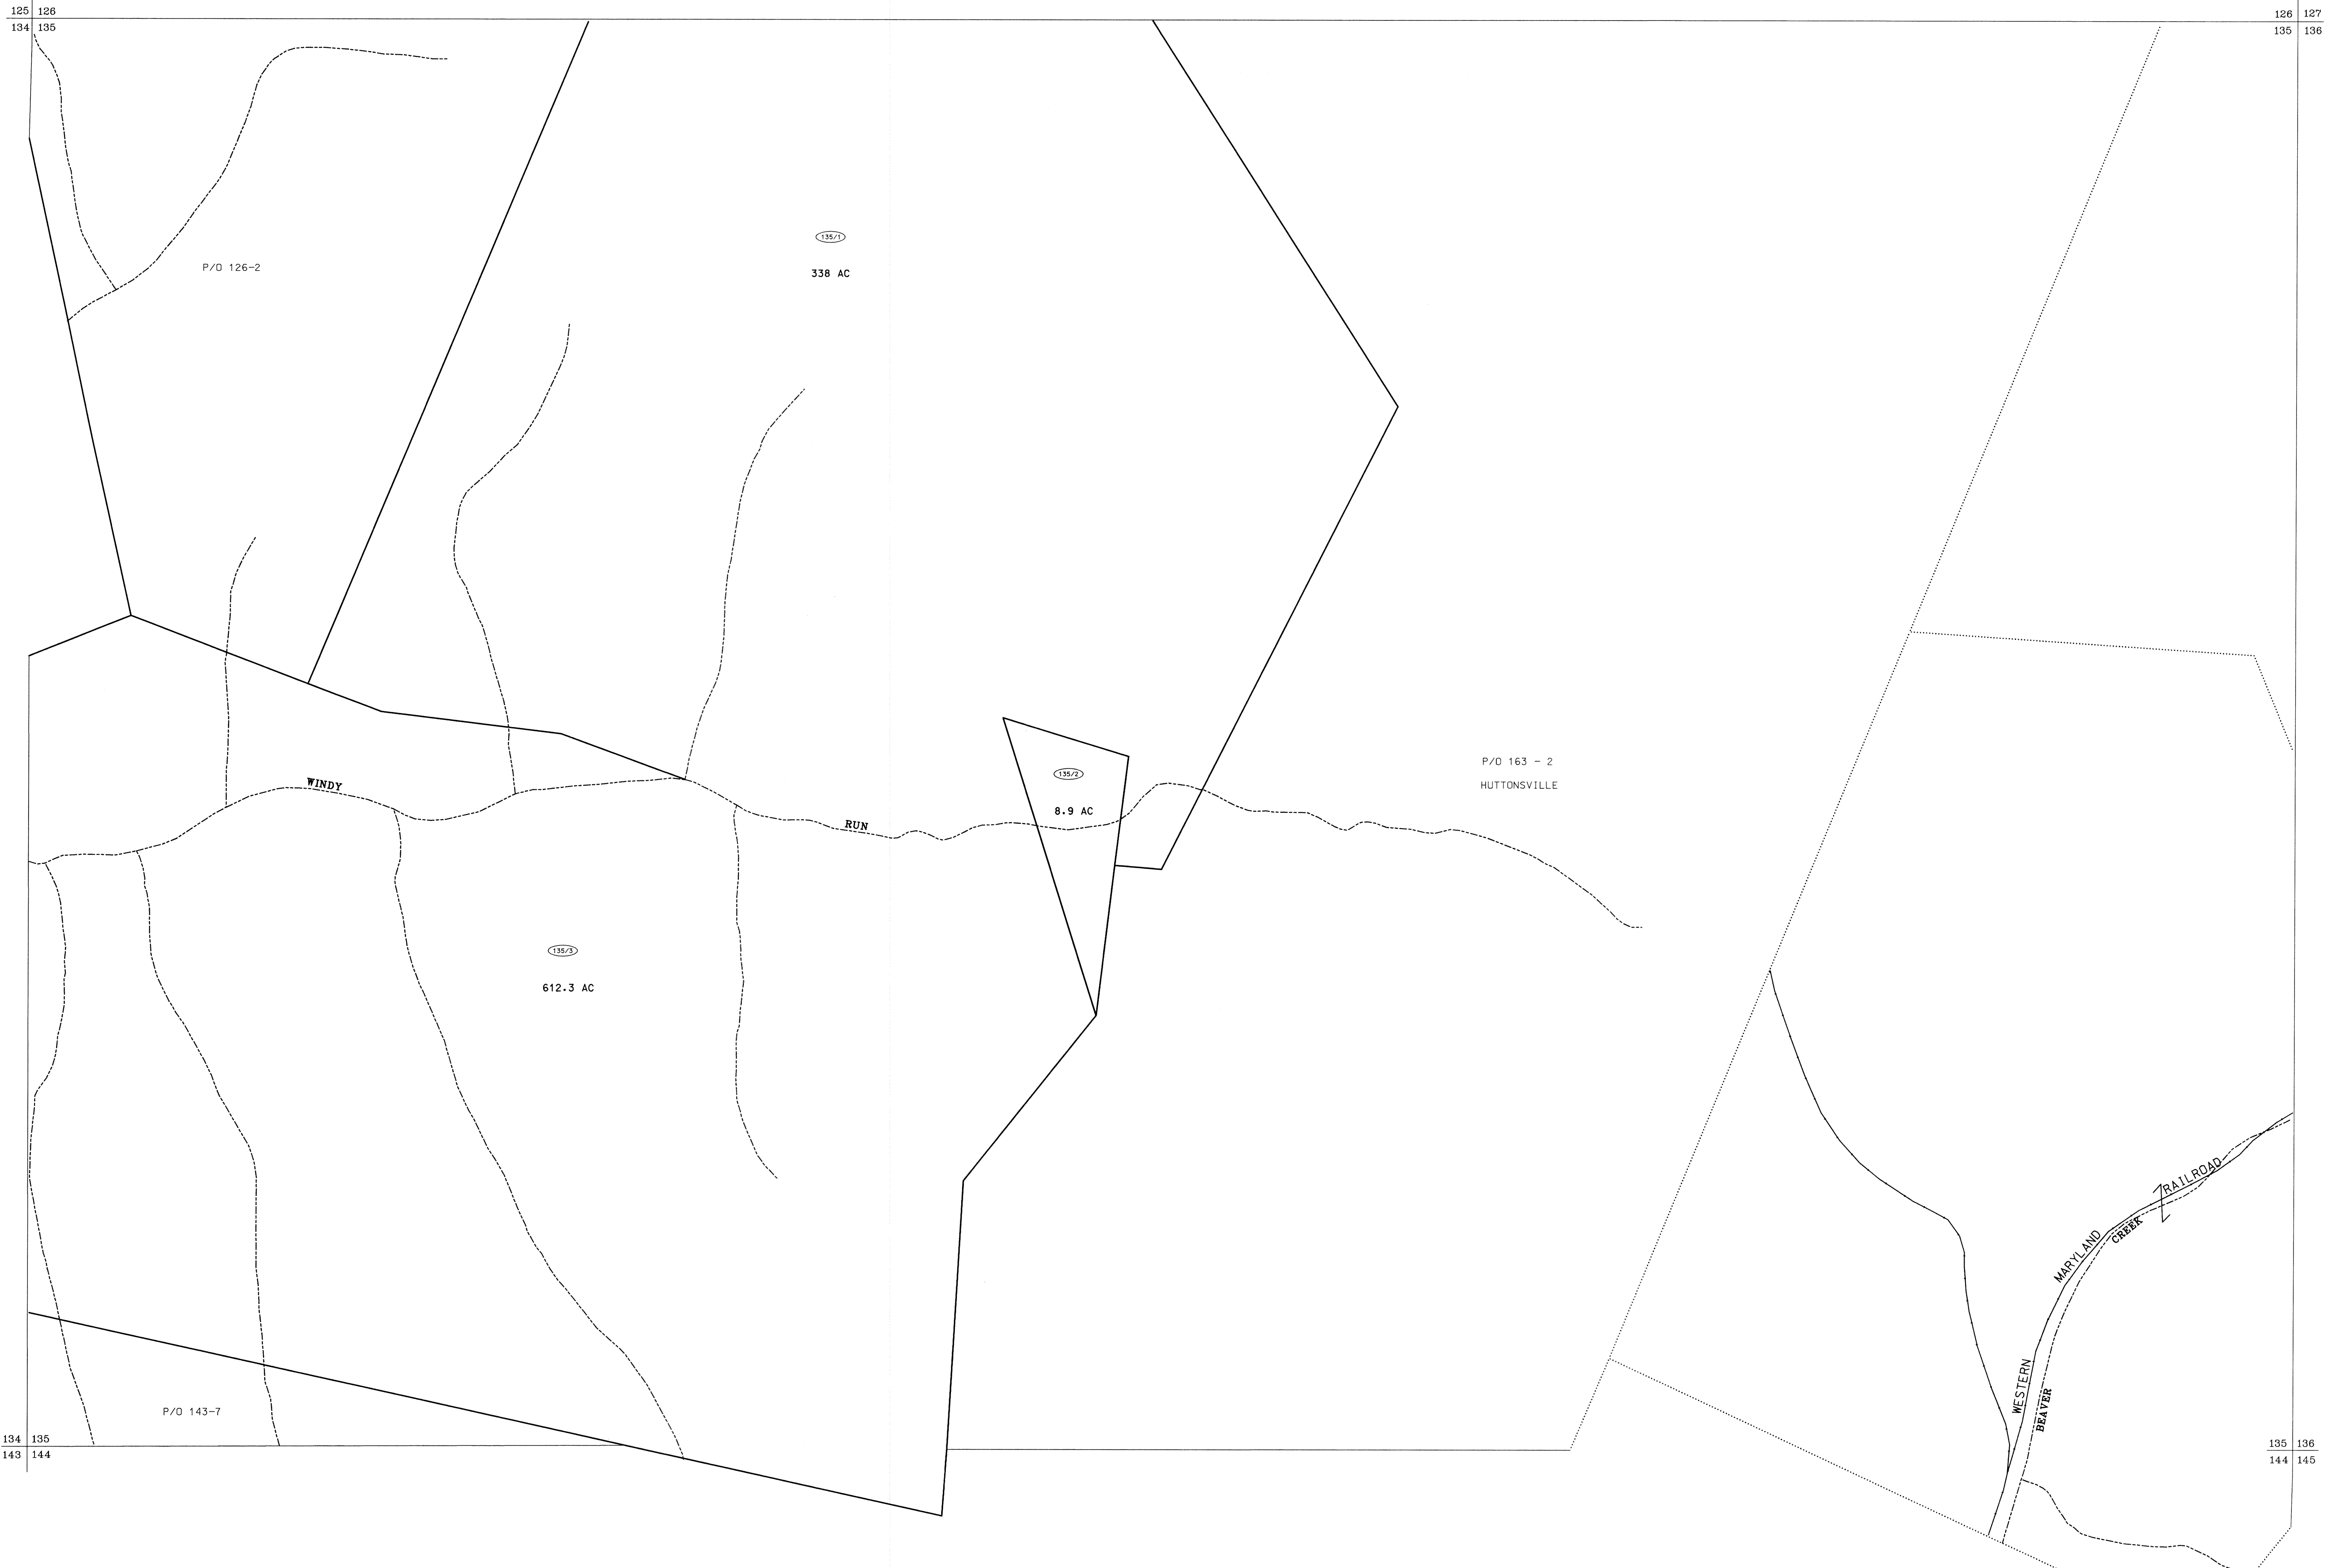 125 126
126 127
134 135
135 136
135/1
P/O 126-2
338 AC
P/O 163 - 2
135/2
WINDY
HUTTONSVILLE
8.9 AC
RUN
135/3
612.3 AC
RAILROAD
CREEK
MARYLAND
WESTERN
BEAVER
P/O 143-7
134 135
135 136
143 144
144 145